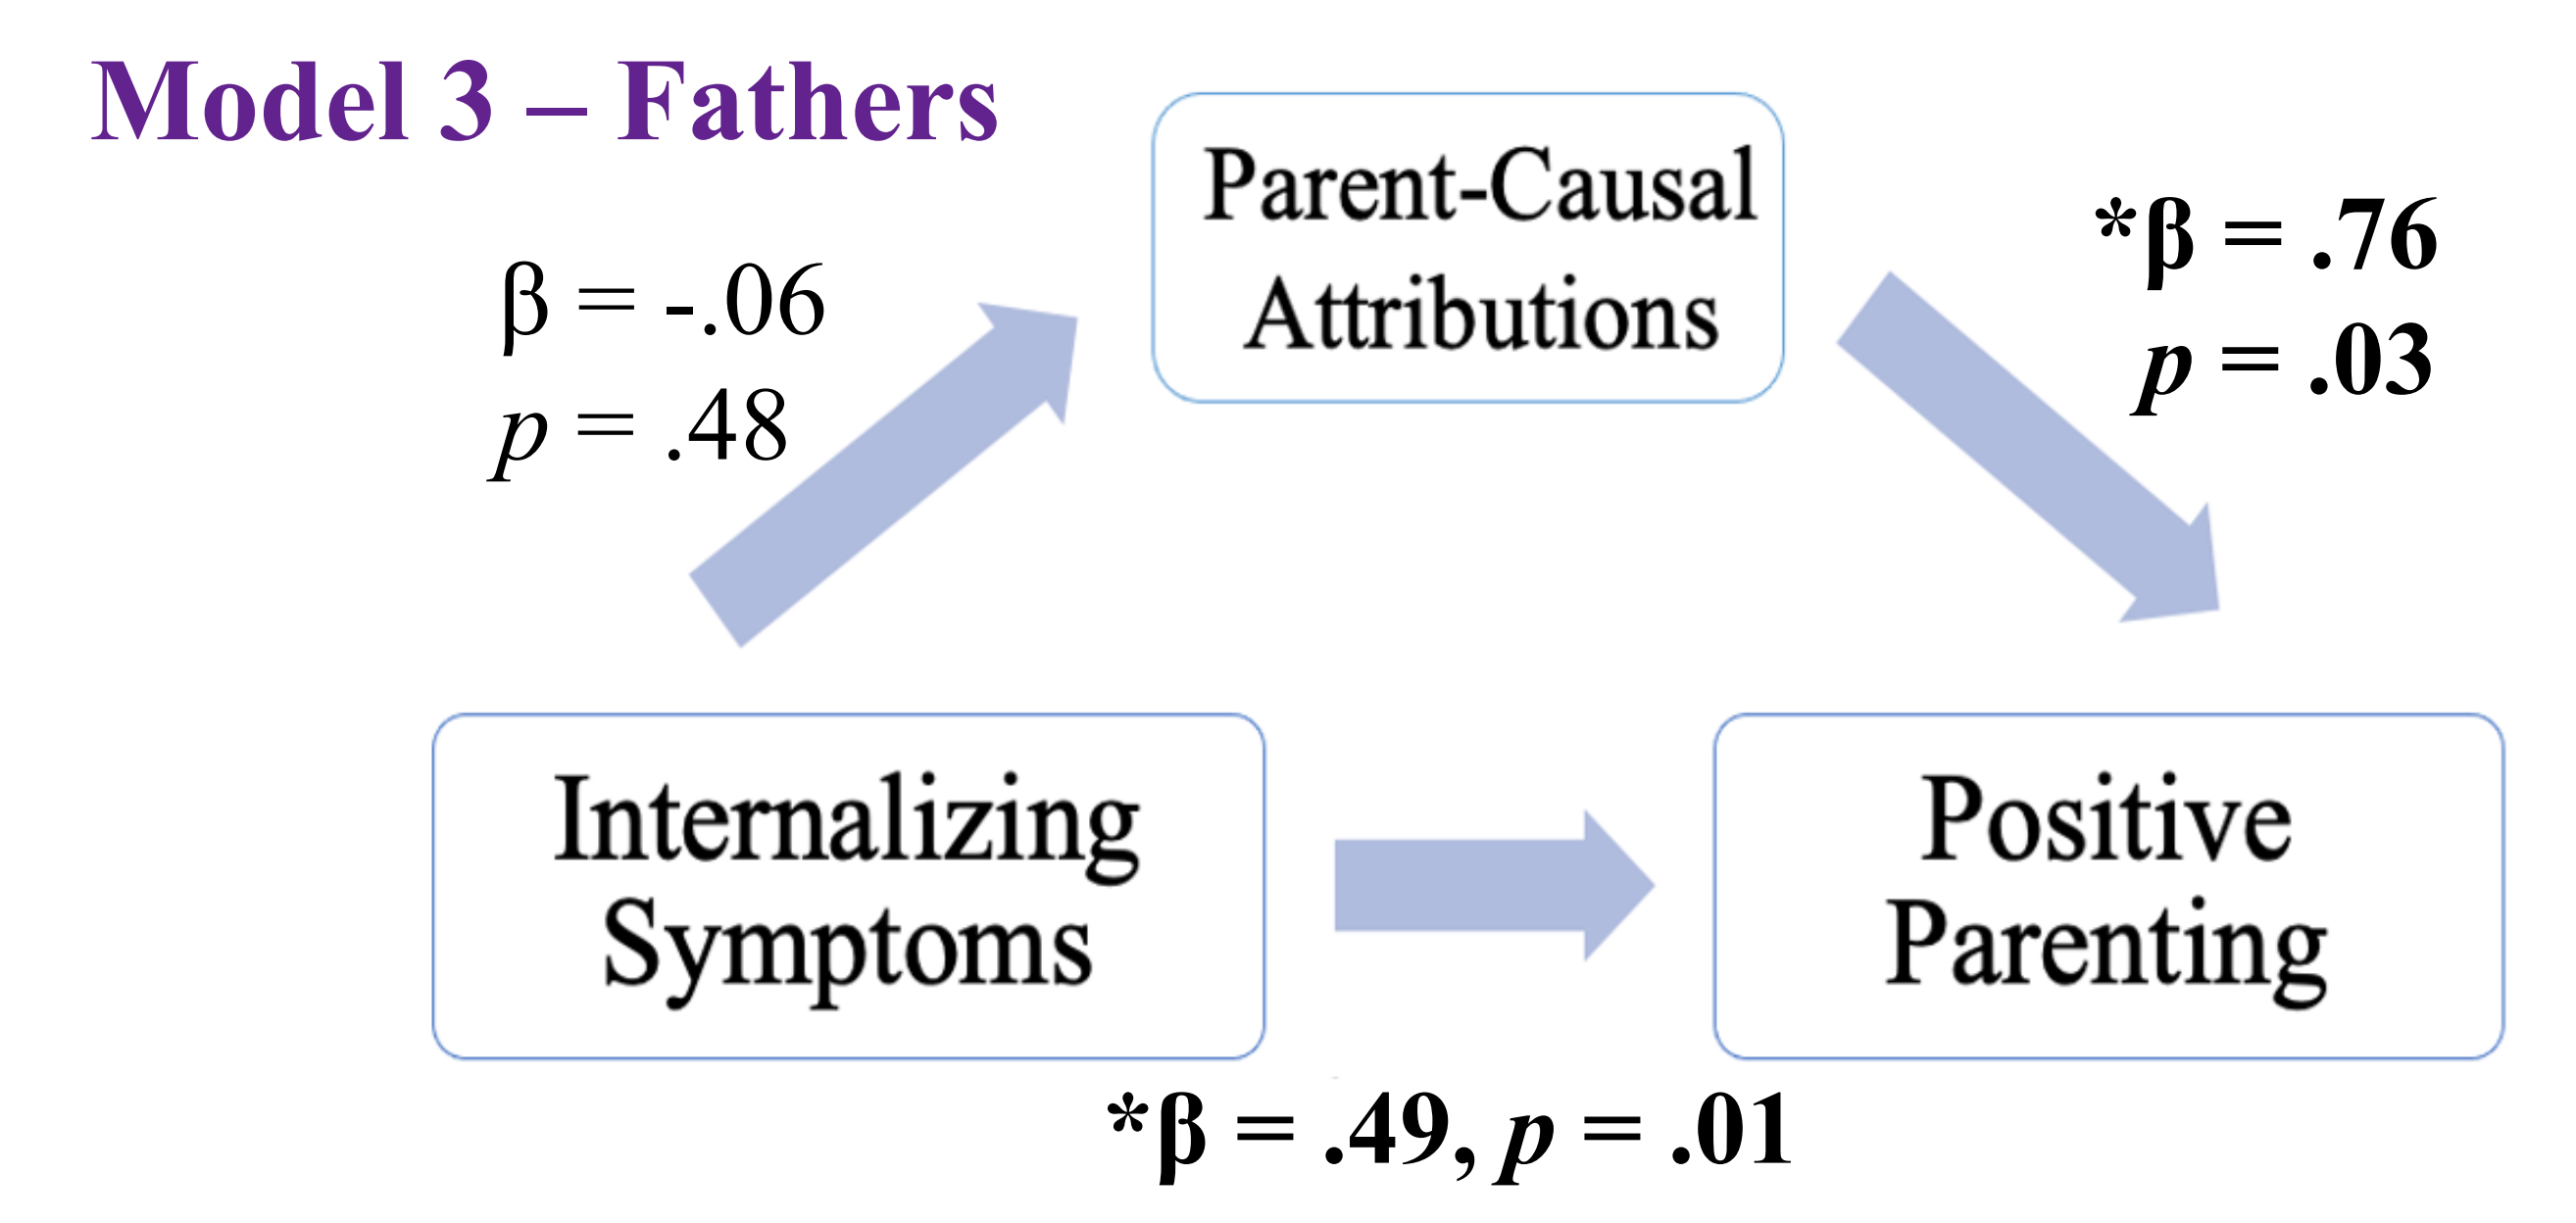 Model 3 – Fathers
Parent-Causal
Attributions
*β = .76
p = .03
β = -.06
p = .48
Internalizing
Symptoms
Positive
Parenting
*β = .49, p = .01